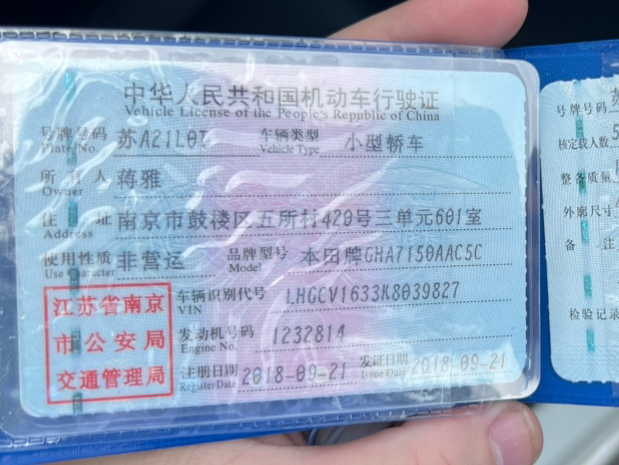 中华人民共和国机动车行驶证
Vehicle License of the People's Republic of China
号牌号码 苏A21L0Z 车辆类型 小型轿车
Plate No. Vehicle Type
所有人 蒋雅
Owner
住址 南京市鼓楼区五所村420号三单元601室
Address
使用性质 非营运 品牌型号 本田牌GHA7150AAC5C
Use Character Model
江苏省南京
市公安局
交通管理局
车辆识别代号 LHGCV1633K8039827
VIN
发动机号码 1232814
Engine No.
注册日期 2018-09-21 发证日期 2018-09-21
Register Date Issue Date
号牌号码 苏
核定载人数 5
整备质量
外廓尺寸
备注
检验记录